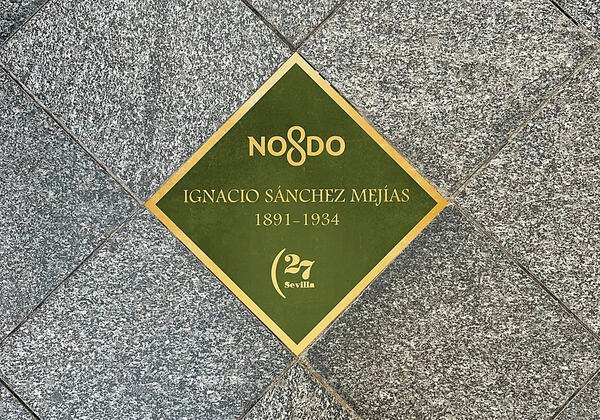 NO8DO
IGNACIO SÁNCHEZ MEJÍAS
1891–1934
(27
Sevilla